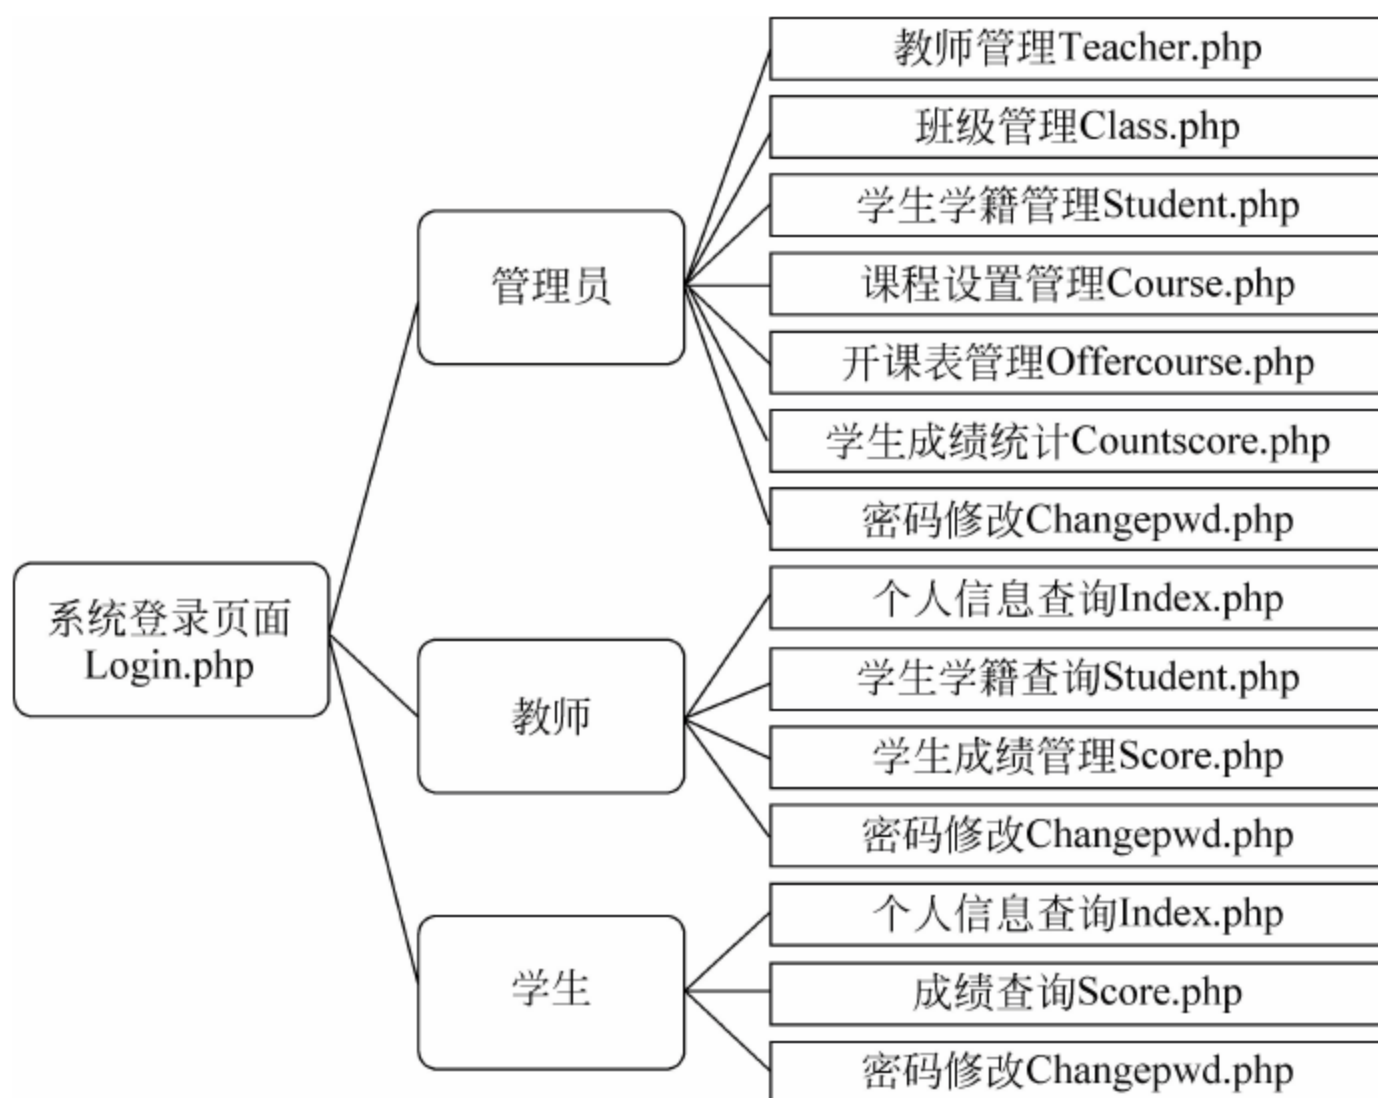 教师管理Teacher.php
班级管理Class.php
学生学籍管理Student.php
管理员
课程设置管理Course.php
开课表管理Offercourse.php
学生成绩统计Countscore.php
密码修改Changepwd.php
系统登录页面
Login.php
个人信息查询Index.php
学生学籍查询Student.php
教师
学生成绩管理Score.php
密码修改Changepwd.php
个人信息查询Index.php
学生
成绩查询Score.php
密码修改Changepwd.php